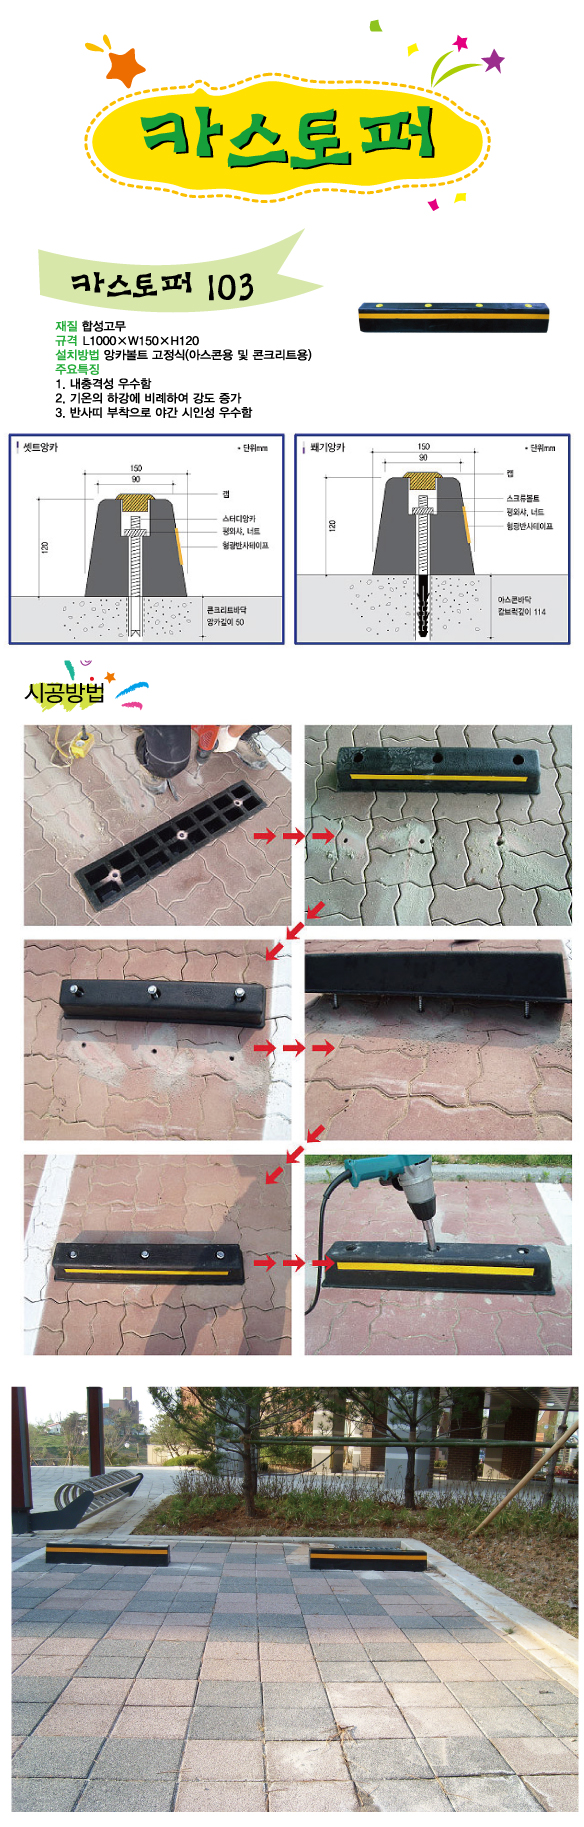 카스토퍼
카스토퍼 103
재질 합성고무
규격 L1000×W150×H120
설치방법 앙카볼트 고정식(아스콘용 및 콘크리트용)
주요특징
1. 내충격성 우수함
2. 기온의 하강에 비례하여 강도 증가
3. 반사띠 부착으로 야간 시인성 우수함
셋트앙카
• 단위mm
150
90
캡
스터디앙카
평와샤, 너트
형광반사테이프
120
콘크리트바닥
앙카깊이 50
쐐기앙카
• 단위mm
150
90
캡
스크류볼트
평와샤, 너트
형광반사테이프
120
아스콘바닥
칼브럭깊이 114
시공방법